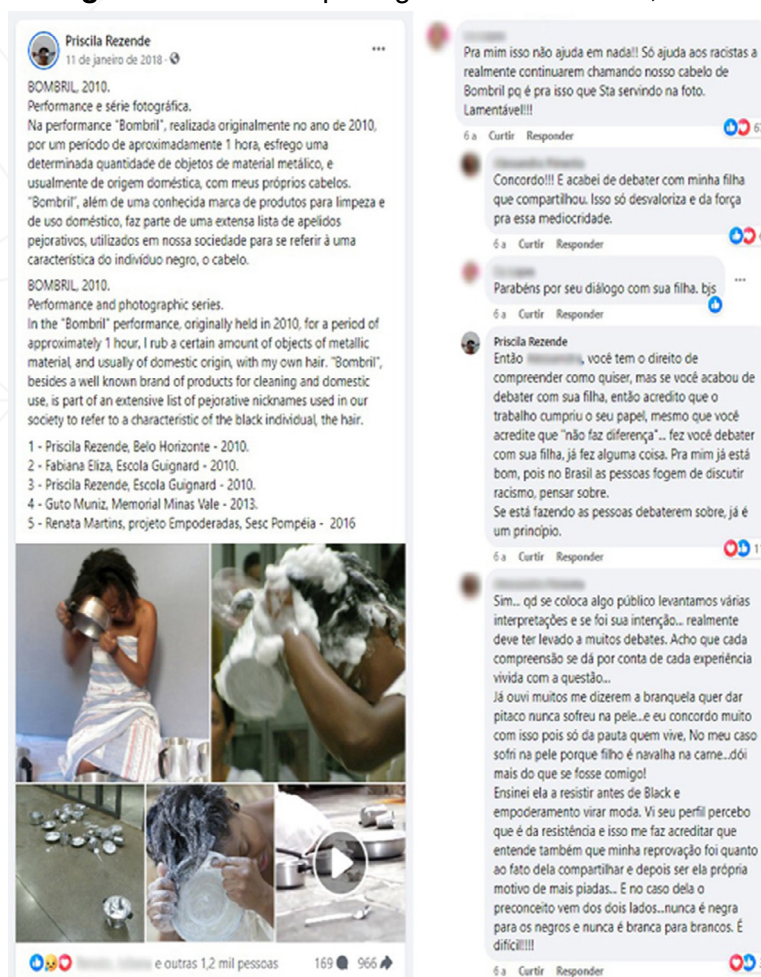 Priscila Rezende
11 de janeiro de 2018 ·
BOMBRIL, 2010.
Performance e série fotográfica.
Na performance "Bombril", realizada originalmente no ano de 2010,
por um período de aproximadamente 1 hora, esfrego uma
determinada quantidade de objetos de material metálico, e
usualmente de origem doméstica, com meus próprios cabelos.
"Bombril", além de uma conhecida marca de produtos para limpeza e
de uso doméstico, faz parte de uma extensa lista de apelidos
pejorativos, utilizados em nossa sociedade para se referir à uma
característica do indivíduo negro, o cabelo.
BOMBRIL, 2010.
Performance and photographic series.
In the "Bombril" performance, originally held in 2010, for a period of
approximately 1 hour, I rub a certain amount of objects of metallic
material, and usually of domestic origin, with my own hair. "Bombril",
besides a well known brand of products for cleaning and domestic
use, is part of an extensive list of pejorative nicknames used in our
society to refer to a characteristic of the black individual, the hair.
1 - Priscila Rezende, Belo Horizonte - 2010.
2 - Fabiana Eliza, Escola Guignard - 2010.
3 - Priscila Rezende, Escola Guignard - 2010.
4 - Guto Muniz, Memorial Minas Vale - 2013.
5 - Renata Martins, projeto Empoderadas, Sesc Pompéia - 2016
e outras 1,2 mil pessoas
169
966
Pra mim isso não ajuda em nada!! Só ajuda aos racistas a
realmente continuarem chamando nosso cabelo de
Bombril pq é pra isso que Sta servindo na foto.
Lamentável!!!
6 a Curtir Responder
Concordo!!! E acabei de debater com minha filha
que compartilhou. Isso só desvaloriza e da força
pra essa mediocridade.
6 a Curtir Responder
Parabéns por seu diálogo com sua filha. bjs
6 a Curtir Responder
Priscila Rezende
Então , você tem o direito de
compreender como quiser, mas se você acabou de
debater com sua filha, então acredito que o
trabalho cumpriu o seu papel, mesmo que você
acredite que "não faz diferença"... fez você debater
com sua filha, já fez alguma coisa. Pra mim já está
bom, pois no Brasil as pessoas fogem de discutir
racismo, pensar sobre.
Se está fazendo as pessoas debaterem sobre, já é
um princípio.
6 a Curtir Responder
Sim... qd se coloca algo público levantamos várias
interpretações e se foi sua intenção... realmente
deve ter levado a muitos debates. Acho que cada
compreensão se dá por conta de cada experiência
vivida com a questão...
Já ouvi muitos me dizerem a branquela quer dar
pitaco nunca sofreu na pele...e eu concordo muito
com isso pois só da pauta quem vive, No meu caso
sofri na pele porque filho é navalha na carne...dói
mais do que se fosse comigo!
Ensinei ela a resistir antes de Black e
empoderamento virar moda. Vi seu perfil percebo
que é da resistência e isso me faz acreditar que
entende também que minha reprovação foi quanto
ao fato dela compartilhar e depois ser ela própria
motivo de mais piadas... E no caso dela o
preconceito vem dos dois lados...nunca é negra
para os negros e nunca é branca para brancos. É
difícil!!!!
6 a Curtir Responder